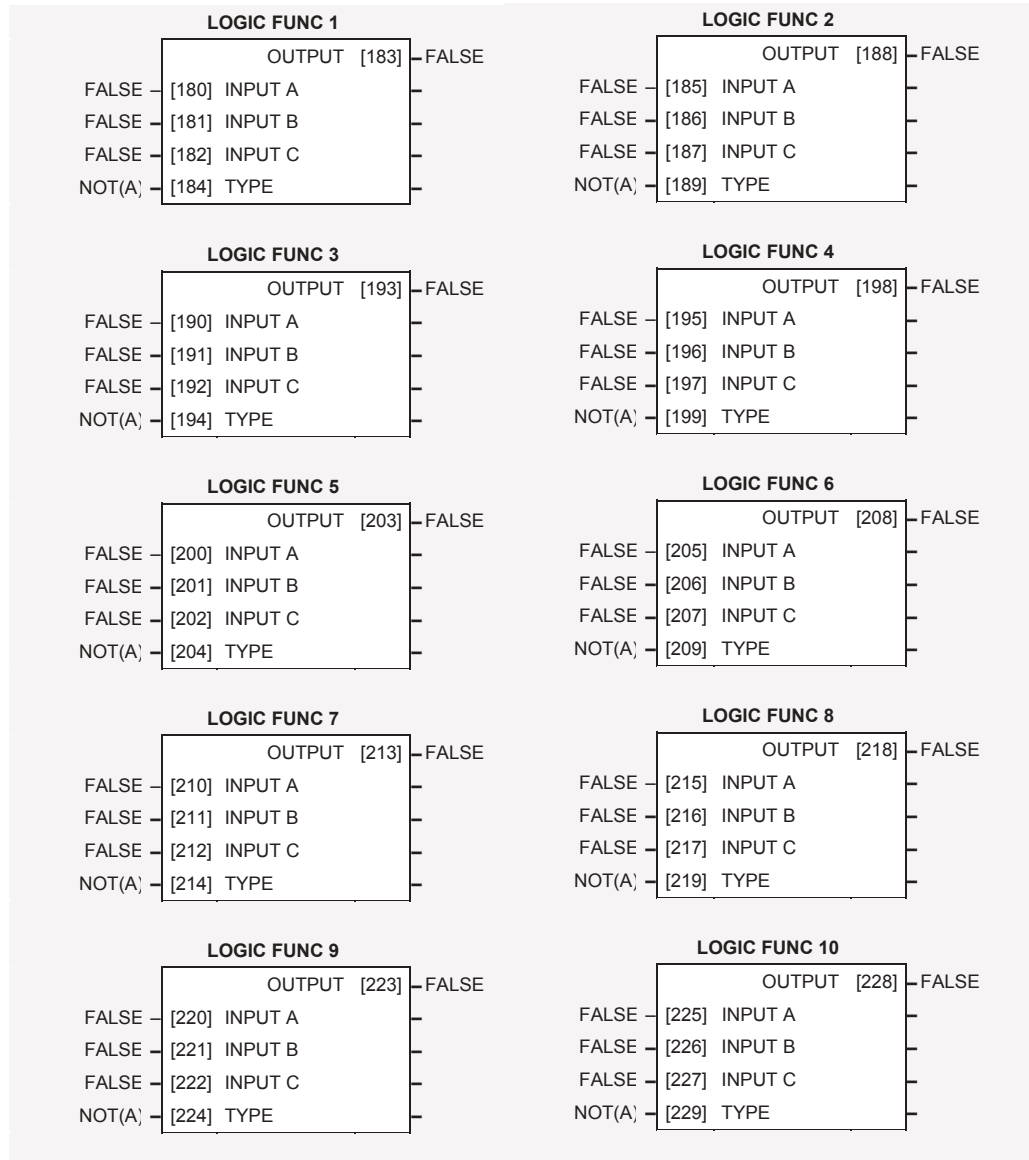 LOGIC FUNC 1
OUTPUT [183] FALSE
FALSE [180] INPUT A
FALSE [181] INPUT B
FALSE [182] INPUT C
NOT(A) [184] TYPE
LOGIC FUNC 2
OUTPUT [188] FALSE
FALSE [185] INPUT A
FALSE [186] INPUT B
FALSE [187] INPUT C
NOT(A) [189] TYPE
LOGIC FUNC 3
OUTPUT [193] FALSE
FALSE [190] INPUT A
FALSE [191] INPUT B
FALSE [192] INPUT C
NOT(A) [194] TYPE
LOGIC FUNC 4
OUTPUT [198] FALSE
FALSE [195] INPUT A
FALSE [196] INPUT B
FALSE [197] INPUT C
NOT(A) [199] TYPE
LOGIC FUNC 5
OUTPUT [203] FALSE
FALSE [200] INPUT A
FALSE [201] INPUT B
FALSE [202] INPUT C
NOT(A) [204] TYPE
LOGIC FUNC 6
OUTPUT [208] FALSE
FALSE [205] INPUT A
FALSE [206] INPUT B
FALSE [207] INPUT C
NOT(A) [209] TYPE
LOGIC FUNC 7
OUTPUT [213] FALSE
FALSE [210] INPUT A
FALSE [211] INPUT B
FALSE [212] INPUT C
NOT(A) [214] TYPE
LOGIC FUNC 8
OUTPUT [218] FALSE
FALSE [215] INPUT A
FALSE [216] INPUT B
FALSE [217] INPUT C
NOT(A) [219] TYPE
LOGIC FUNC 9
OUTPUT [223] FALSE
FALSE [220] INPUT A
FALSE [221] INPUT B
FALSE [222] INPUT C
NOT(A) [224] TYPE
LOGIC FUNC 10
OUTPUT [228] FALSE
FALSE [225] INPUT A
FALSE [226] INPUT B
FALSE [227] INPUT C
NOT(A) [229] TYPE